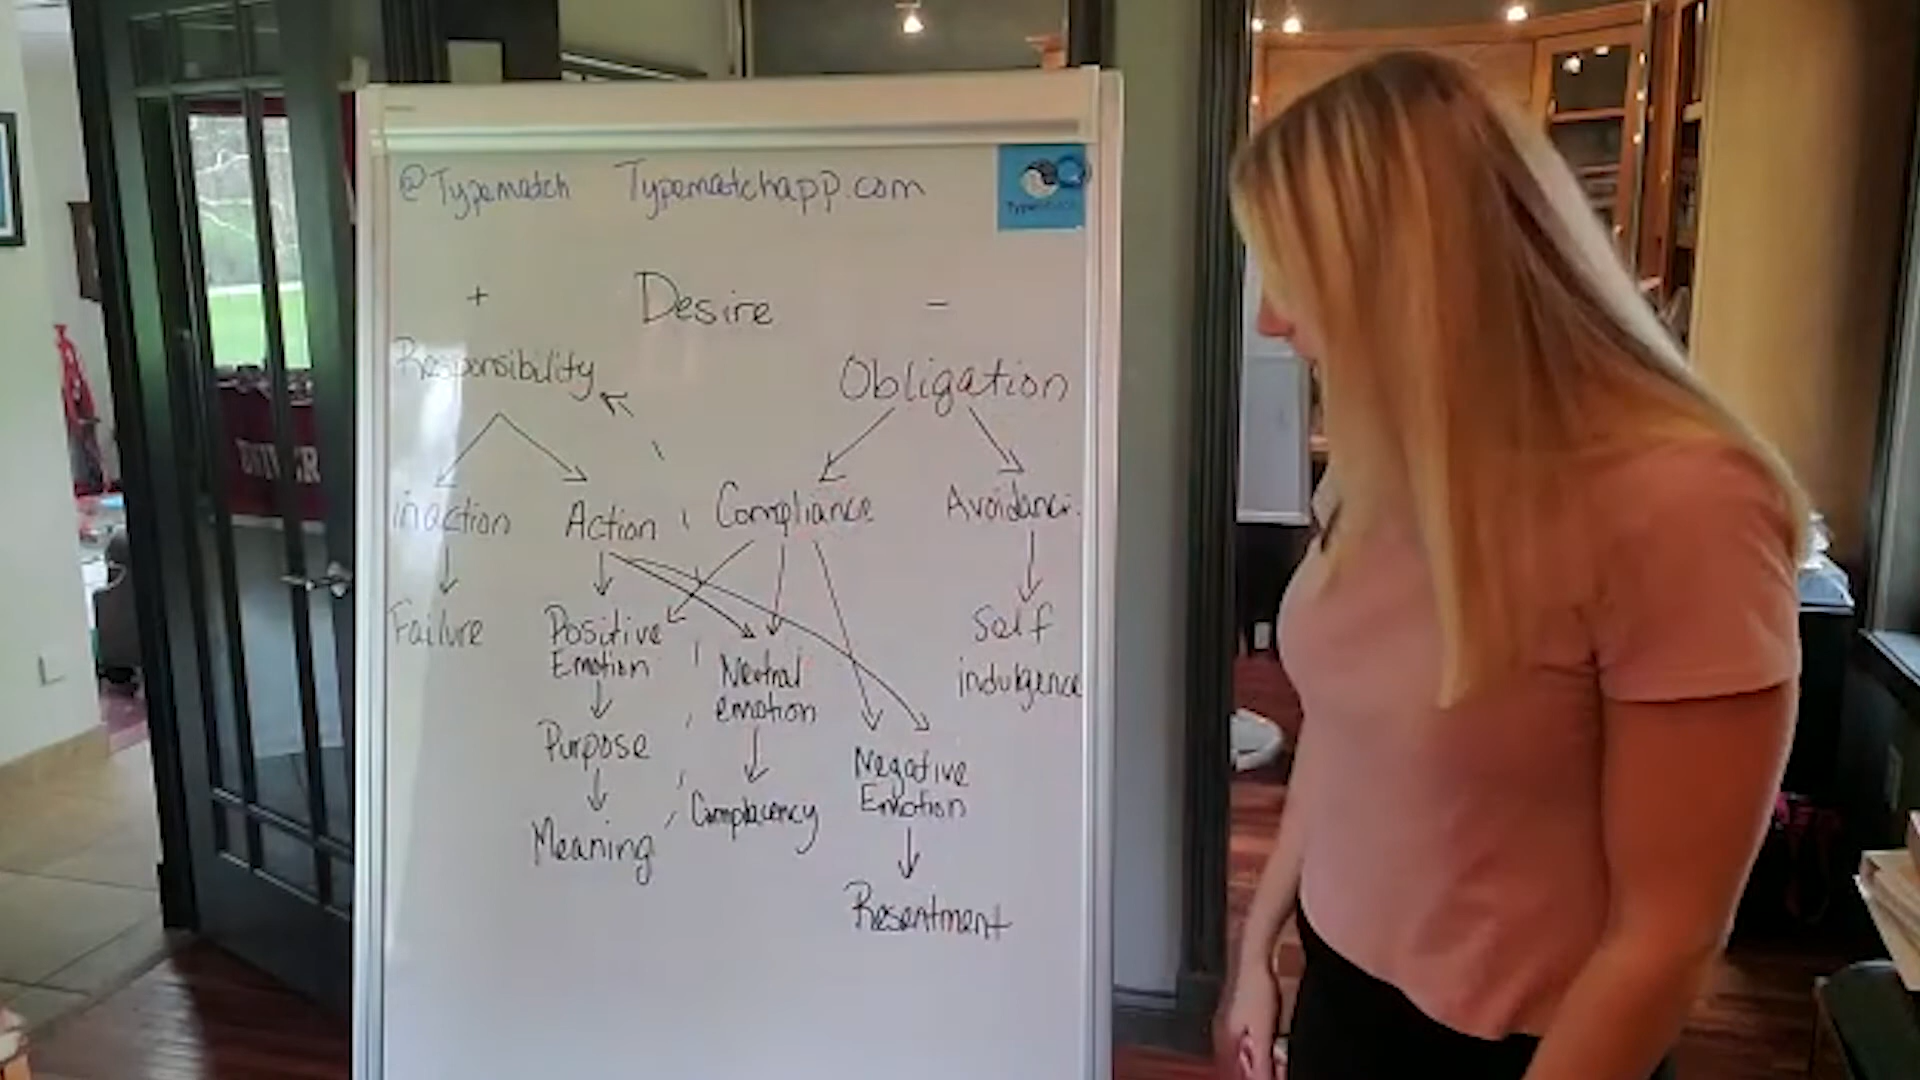 @Typematch Typematchapp.com
+ Desire -
Responsibility
Obligation
inaction
Action
Compliance
Avoidance
Failure
Positive
Emotion
Neutral
emotion
Self
indulgence
Purpose
Complacency
Negative
Emotion
Meaning
Resentment